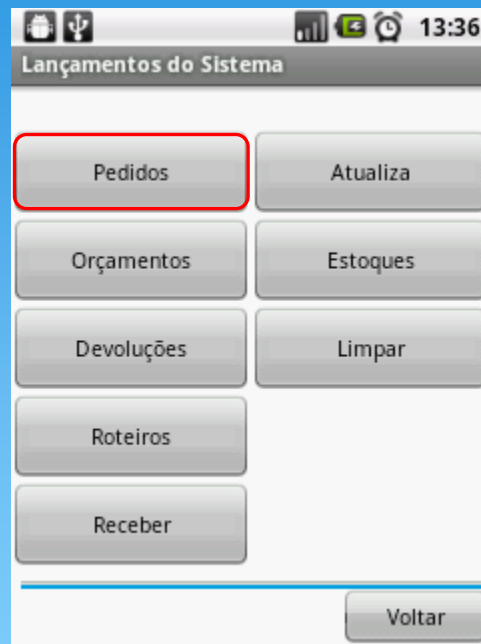 13:36
Lançamentos do Sistema
Pedidos
Atualiza
Orçamentos
Estoques
Devoluções
Limpar
Roteiros
Receber
Voltar